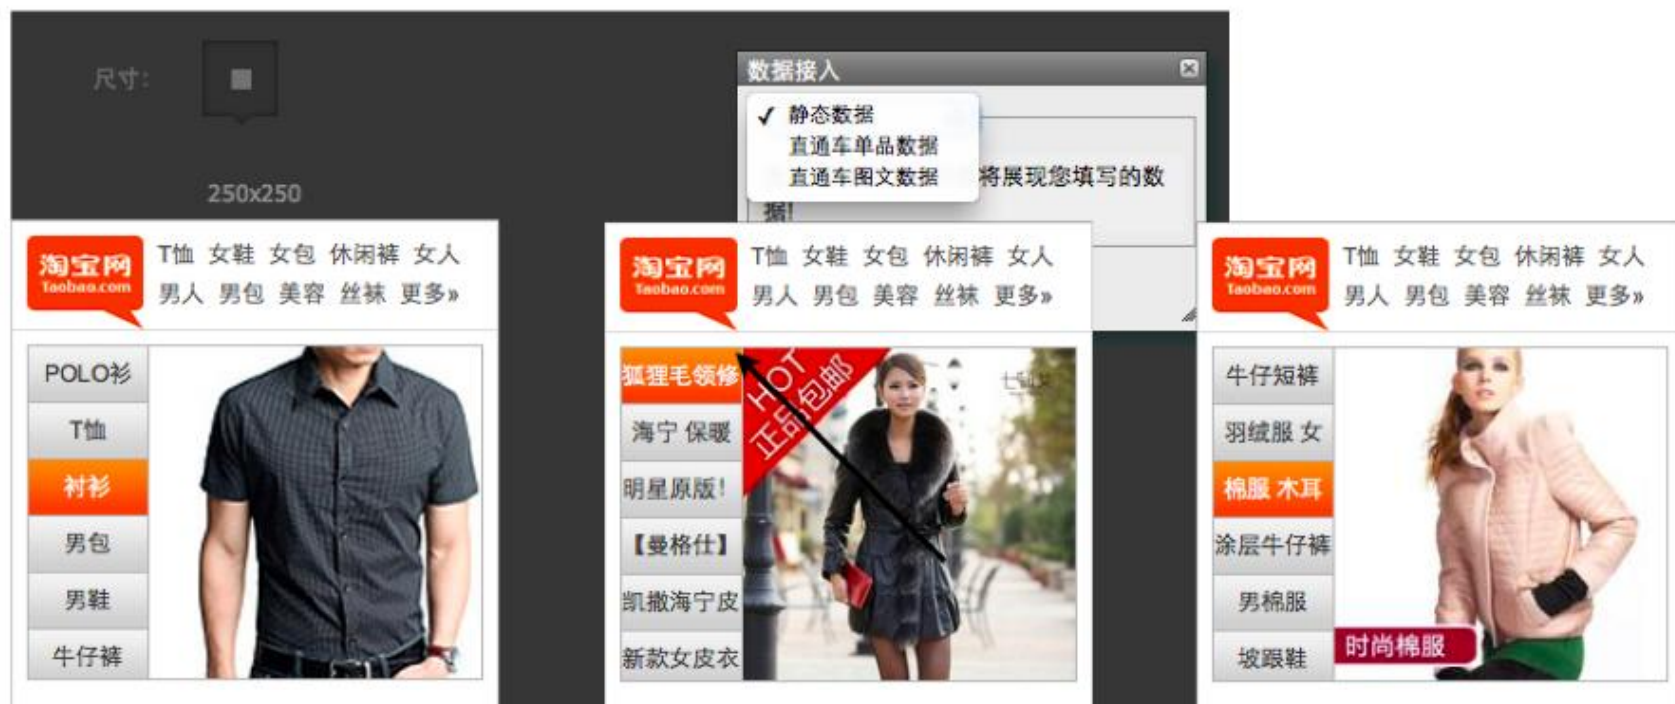 尺寸:
250x250
数据接入
✓ 静态数据
直通车单品数据
直通车图文数据
将展现您填写的数
据!
淘宝网
Taobao.com
T恤 女鞋 女包 休闲裤 女人
男人 男包 美容 丝袜 更多»
POLO衫
T恤
衬衫
男包
男鞋
牛仔裤
淘宝网
Taobao.com
T恤 女鞋 女包 休闲裤 女人
男人 男包 美容 丝袜 更多»
狐狸毛领修
海宁 保暖
明星原版!
【曼格仕】
凯撒海宁皮
新款女皮衣
HOT
正品包邮
淘宝网
Taobao.com
T恤 女鞋 女包 休闲裤 女人
男人 男包 美容 丝袜 更多»
牛仔短裤
羽绒服 女
棉服 木耳
涂层牛仔裤
男棉服
坡跟鞋
时尚棉服